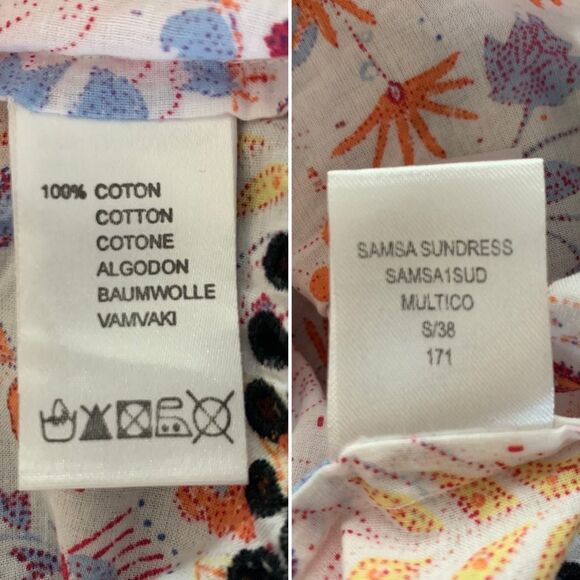 100% COTON
COTTON
COTONE
ALGODON
BAUMWOLLE
VAMVAKI
SAMSA SUNDRESS
SAMSA1SUD
MULTICO
S/38
171